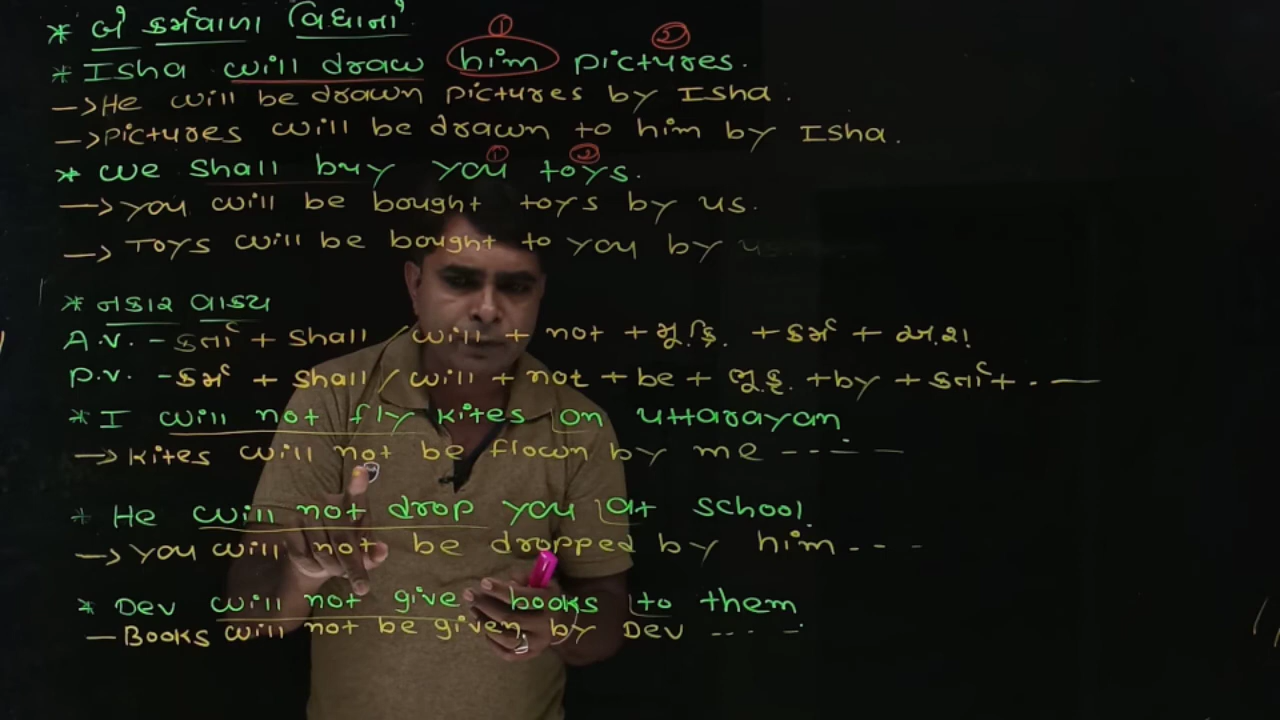 * બે કર્મવાળા વિધાનો
* Isha will draw him pictures. ① ②
→ He will be drawn pictures by Isha.
→ Pictures will be drawn to him by Isha.
* We shall buy you toys. ① ②
→ You will be bought toys by us.
→ Toys will be bought to you by us
* નકાર વાક્ય
A.V. - કર્તા + shall / will + not + મૂ.ક્રિ. + કર્મ + અ.શ.
P.V. - કર્મ + shall / will + not + be + ભૂ.કૃ. + by + કર્તા + . —
* I will not fly kites on uttarayan
→ Kites will not be flown by me - - - - —
* He will not drop you at school.
→ You will not be dropped by him - - -
* Dev will not give books to them
- Books will not be given by Dev - - - -